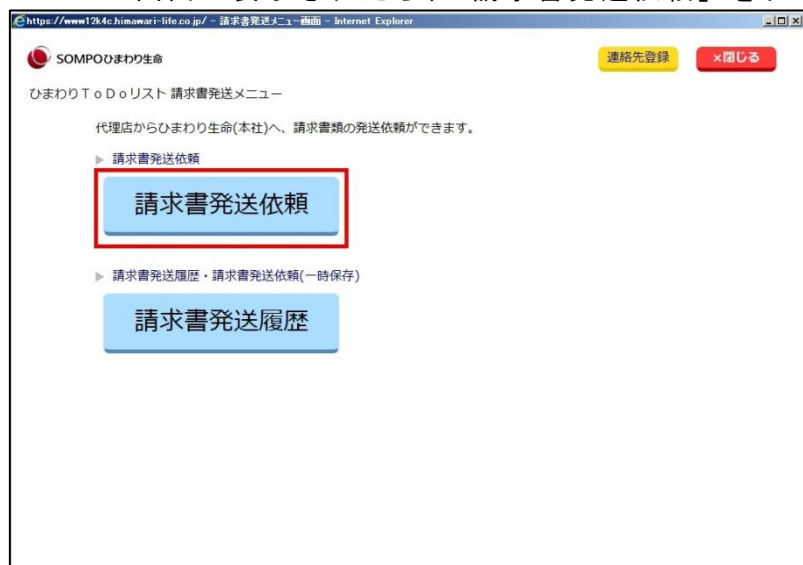 https://www12k4c.himawari-life.co.jp/ - 請求書発送メニュー画面 - Internet Explorer
SOMPOひまわり生命
連絡先登録
×閉じる
ひまわりＴｏＤｏリスト 請求書発送メニュー
代理店からひまわり生命(本社)へ、請求書類の発送依頼ができます。
請求書発送依頼
請求書発送依頼
請求書発送履歴・請求書発送依頼(一時保存)
請求書発送履歴